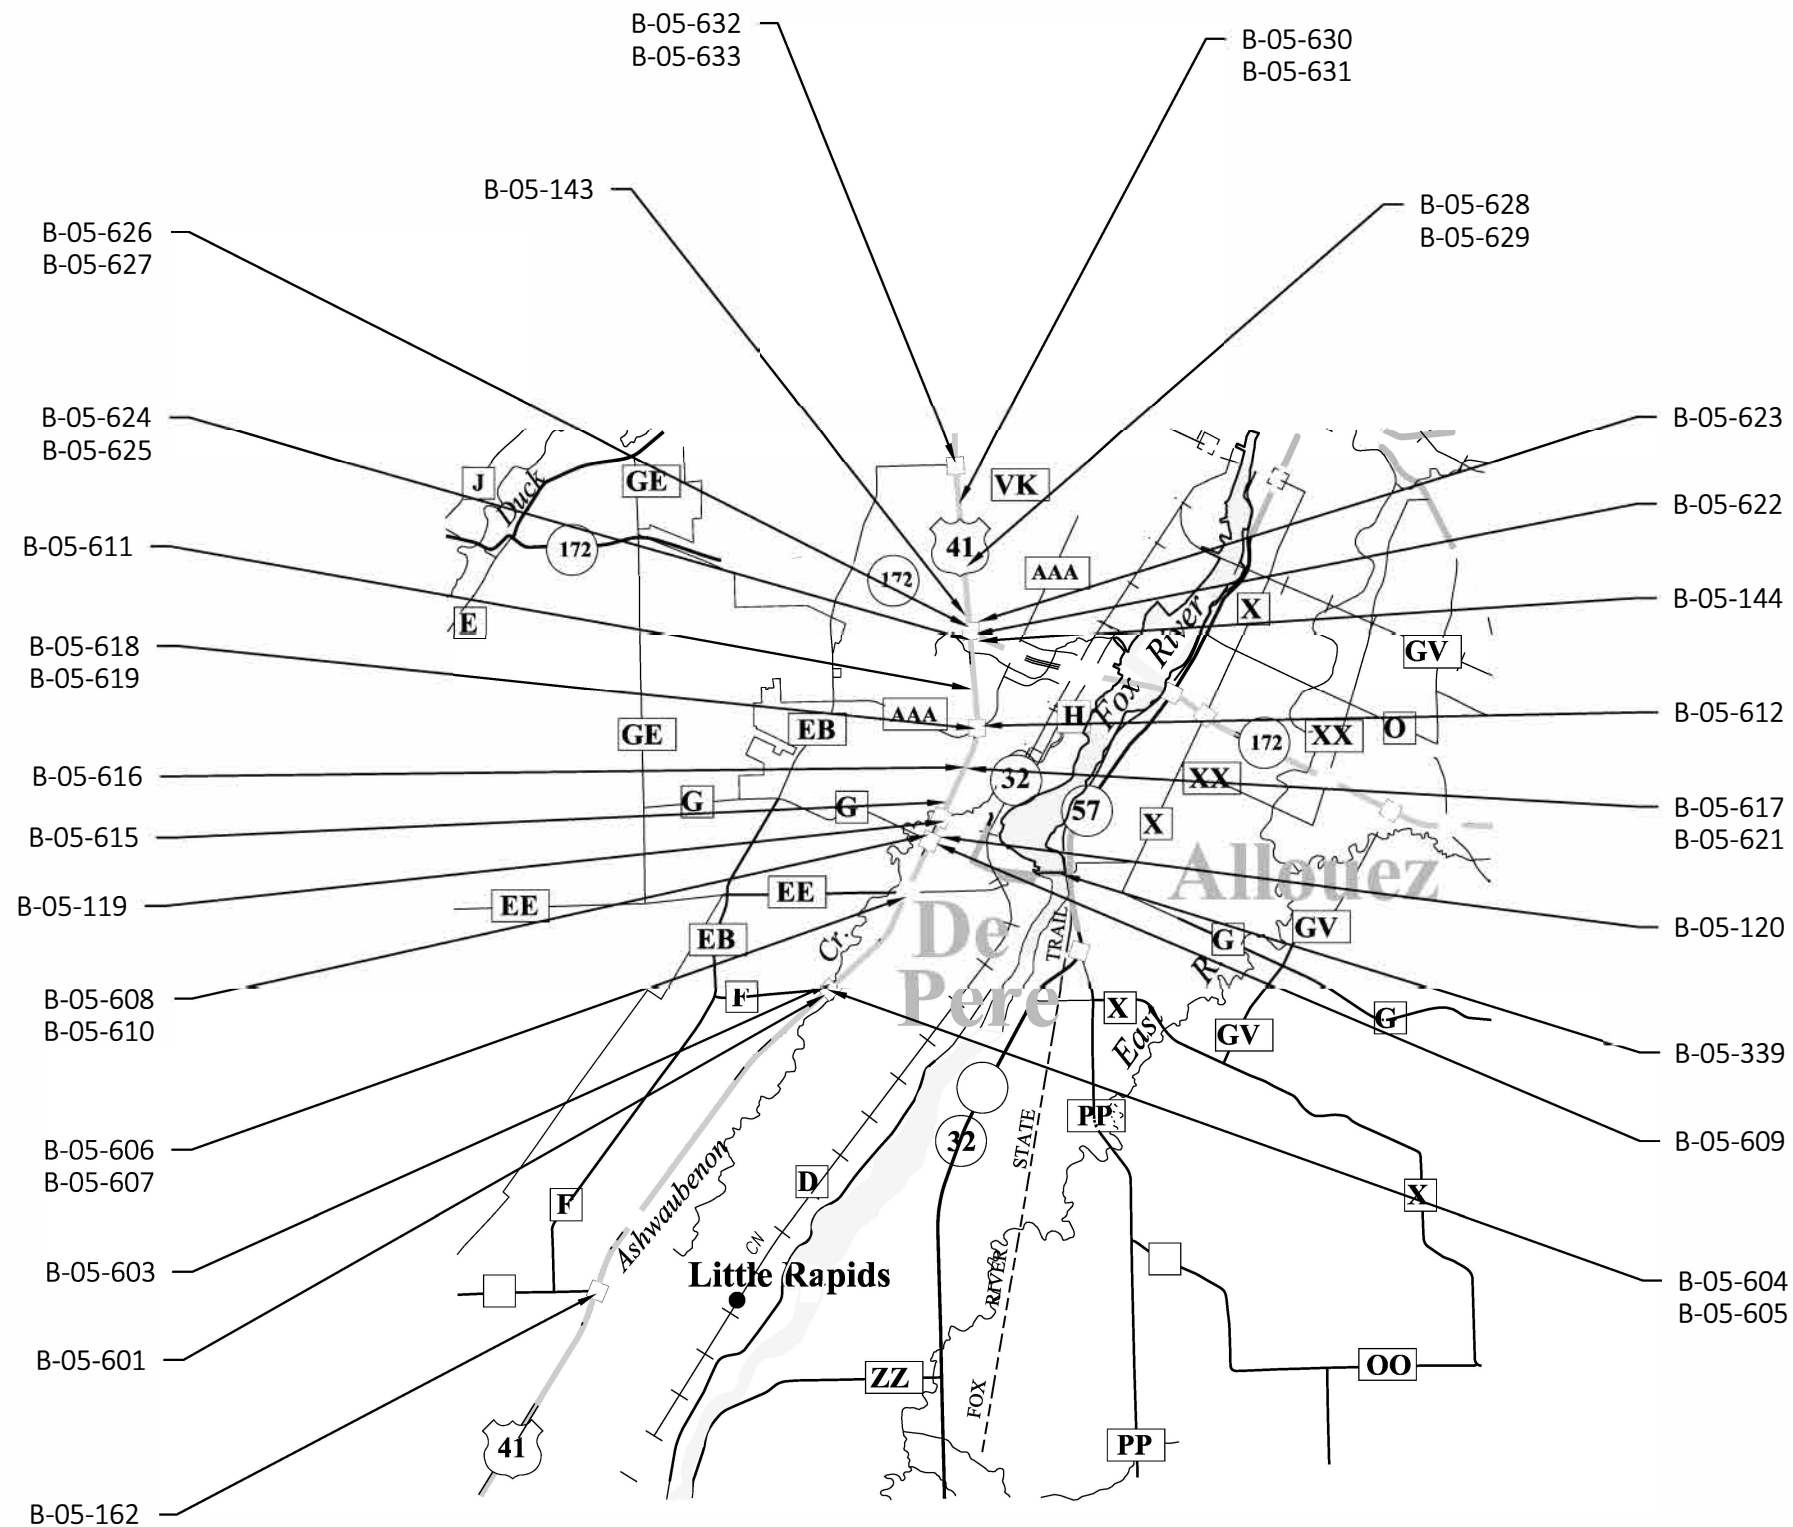 B-05-632
B-05-633
B-05-630
B-05-631
B-05-143
B-05-628
B-05-629
B-05-626
B-05-627
B-05-624
B-05-625
B-05-623
J
Duck
GE
VK
B-05-622
B-05-611
172
41
172
AAA
B-05-144
E
X
River
GV
B-05-618
B-05-619
Fox
B-05-612
GE
EB
AAA
H
172
XX
O
B-05-616
32
XX
G
G
57
X
B-05-617
B-05-621
B-05-615
Allouez
B-05-119
EE
EE
De
Pere
TRAIL
GV
B-05-120
EB
Cr.
G
R
B-05-608
B-05-610
F
X
G
East
GV
B-05-339
B-05-606
B-05-607
32
STATE
PP
B-05-609
Ashwaubenon
D
F
X
CN
B-05-603
Little Rapids
RIVER
B-05-604
B-05-605
B-05-601
ZZ
FOX
OO
41
PP
B-05-162